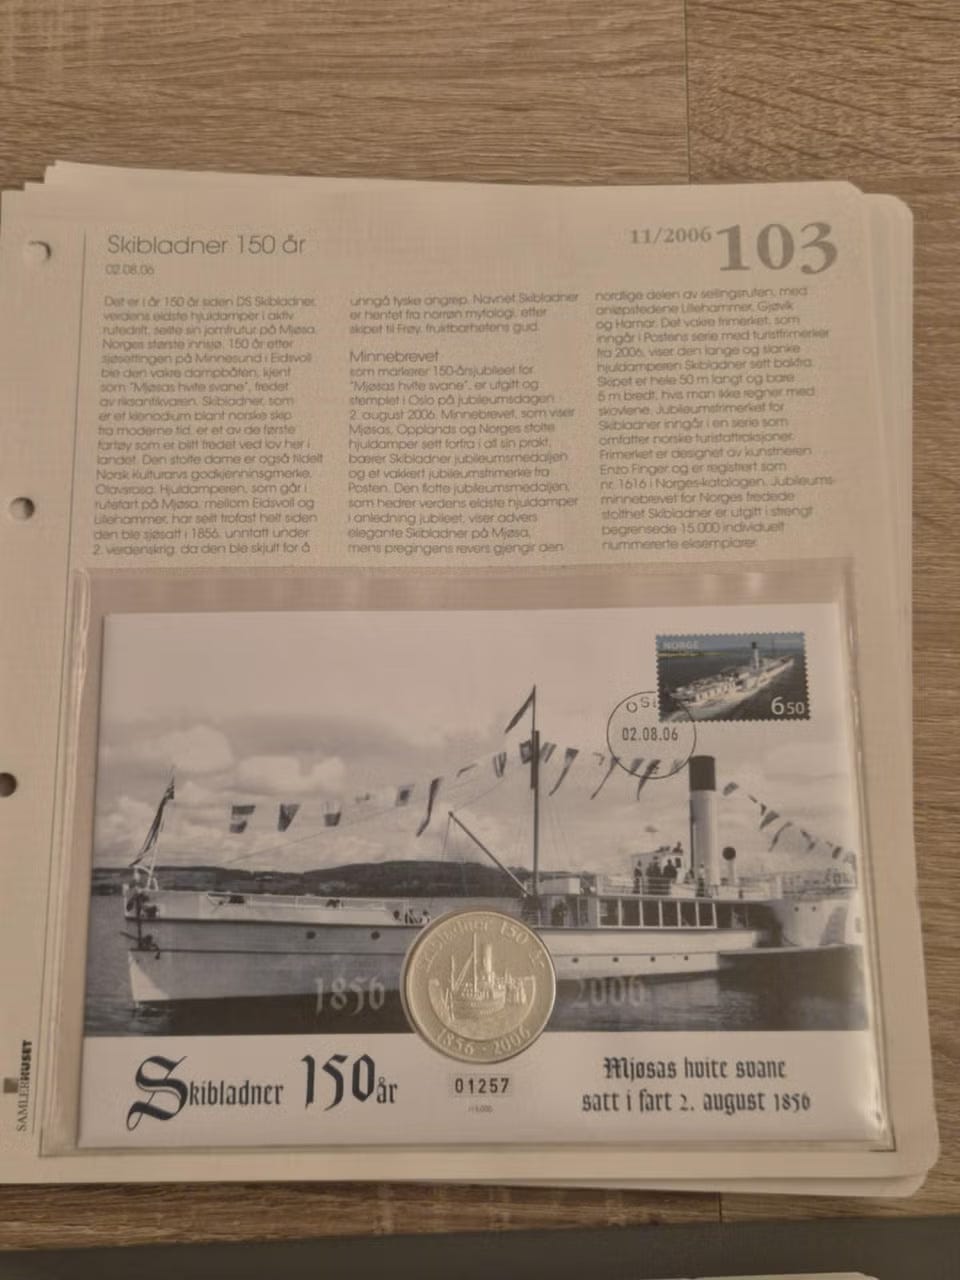 Skibladner 150 år
02.08.06
11/2006 103
Det er i år 150 år siden DS Skibladner,
verdens eldste hjuldamper i aktiv
rutedrift, seilte sin jomfrutur på Mjøsa,
Norges største innsjø. 150 år etter
sjøsettingen på Minnesund i Eidsvoll
ble den vakre dampbåten, kjent
som "Mjøsas hvite svane", fredet
av riksantikvaren. Skibladner, som
er et klenodium blant norske skip
fra moderne tid, er et av de første
fartøy som er blitt fredet ved lov her i
landet. Den stolte dame er også tildelt
Norsk Kulturarvs godkjenninsgmerke,
Olavsrosa. Hjuldamperen, som går i
rutefart på Mjøsa, mellom Eidsvoll og
Lillehammer, har seilt trofast helt siden
den ble sjøsatt i 1856, unntatt under
2. verdenskrig, da den ble skjult for å
unngå tyske angrep. Navnet Skibladner
er hentet fra norrøn mytologi, etter
skipet til Frøy, fruktbarhetens gud.
Minnebrevet
som markerer 150-årsjubileet for
"Mjøsas hvite svane", er utgitt og
stemplet i Oslo på jubileumsdagen
2. august 2006. Minnebrevet, som viser
Mjøsas, Opplands og Norges stolte
hjuldamper sett forfra i all sin prakt,
bærer Skibladner jubileumsmedaljen
og et vakkert jubileumsfrimerke fra
Posten. Den flotte jubileumsmedaljen,
som hedrer verdens eldste hjuldamper
i anledning jubileet, viser advers
elegante Skibladner på Mjøsa,
mens pregingens revers gjengir den
nordlige delen av seilingsruten, med
anløpstedene Lillehammer, Gjøvik
og Hamar. Det vakre frimerket, som
inngår i Postens serie med turistfrimerker
fra 2006, viser den lange og slanke
hjuldamperen Skibladner sett bakfra.
Skipet er hele 50 m langt og bare
5 m bredt, hvis man ikke regner med
skovlene. Jubileumsfrimerket for
Skibladner inngår i en serie som
omfatter norske turistattraksjoner.
Frimerket er designet av kunstneren
Enzo Finger og er registrert som
nr. 1616 i Norges-katalogen. Jubileums-
minnebrevet for Norges fredede
stolthet Skibladner er utgitt i strengt
begrensede 15.000 individuelt
nummererte eksemplarer.
NORGE
6 50
02.08.06
Skibladner 150 år
1856 · 2006
1856 2006
Skibladner 150 år
01257
/15.000
Mjøsas hvite svane
satt i fart 2. august 1856
SAMLERHUSET